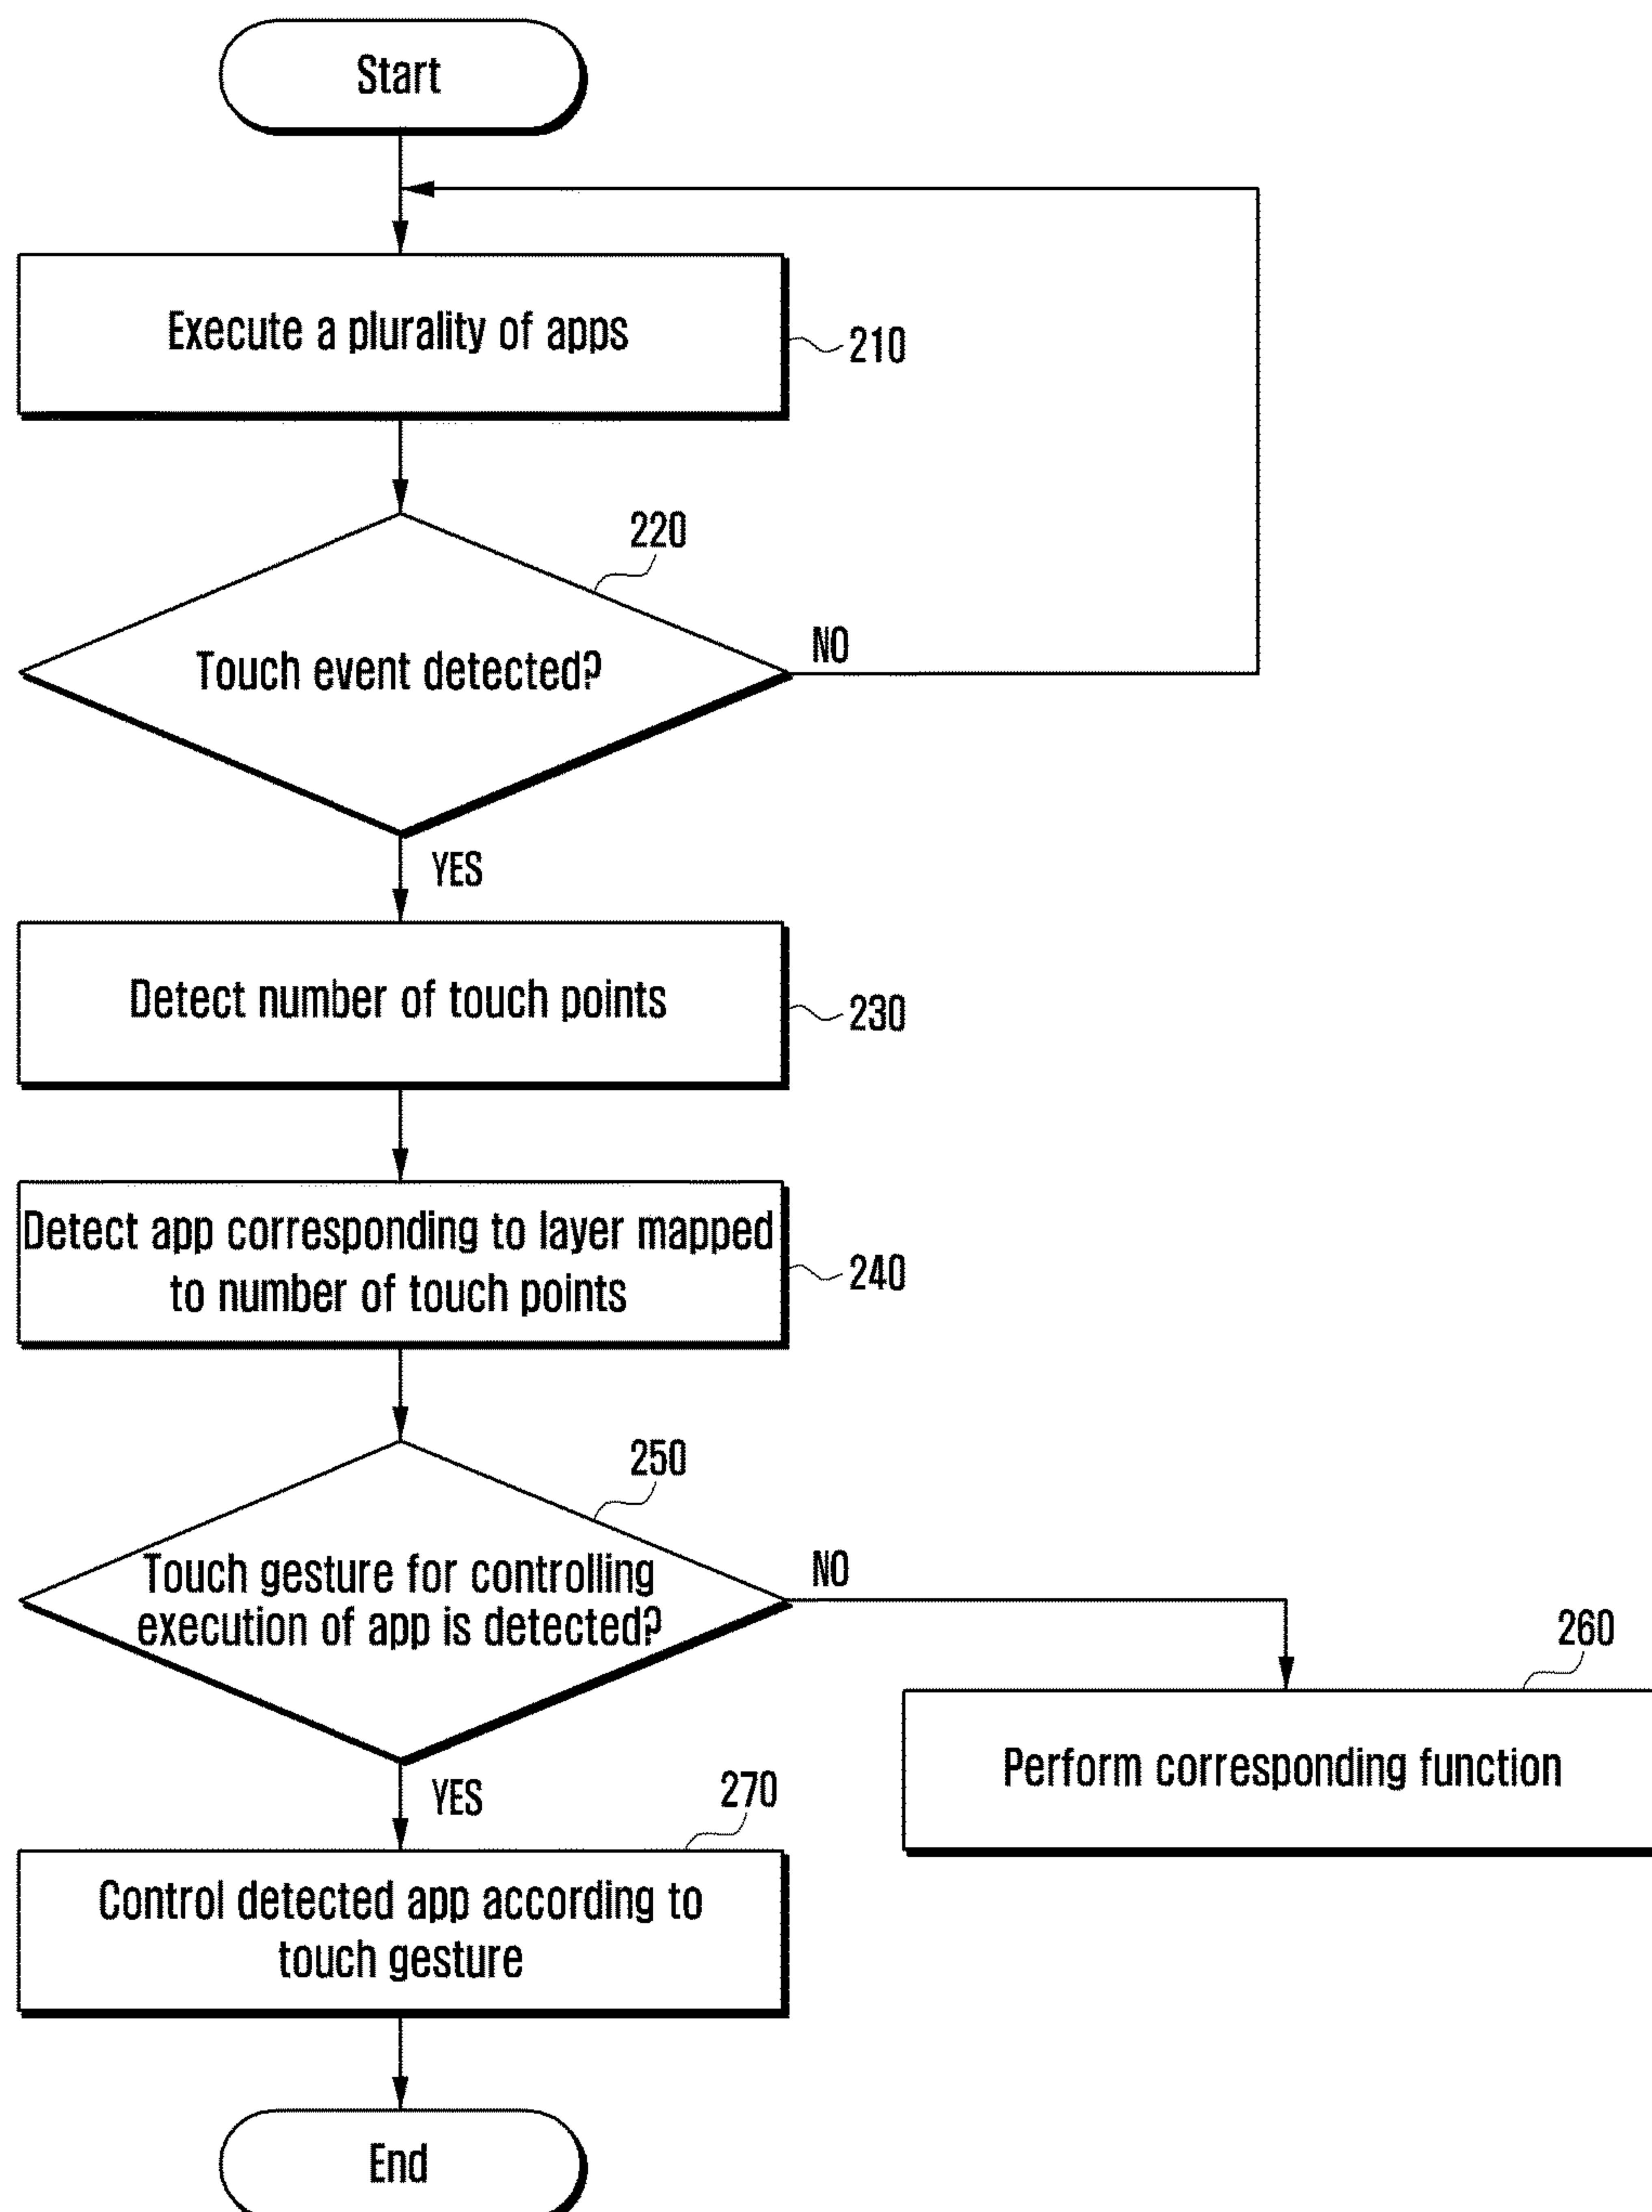 Start
Execute a plurality of apps
210
220
Touch event detected?
NO
YES
Detect number of touch points
230
Detect app corresponding to layer mapped
to number of touch points
240
250
Touch gesture for controlling
execution of app is detected?
NO
260
Perform corresponding function
YES
270
Control detected app according to
touch gesture
End